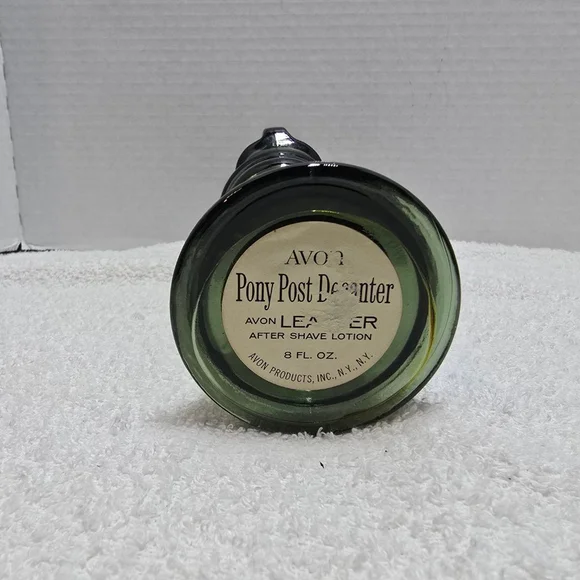 AVON
Pony Post Decanter
AVON LEATHER
AFTER SHAVE LOTION
8 FL. OZ.
AVON PRODUCTS, INC., N.Y., N.Y.